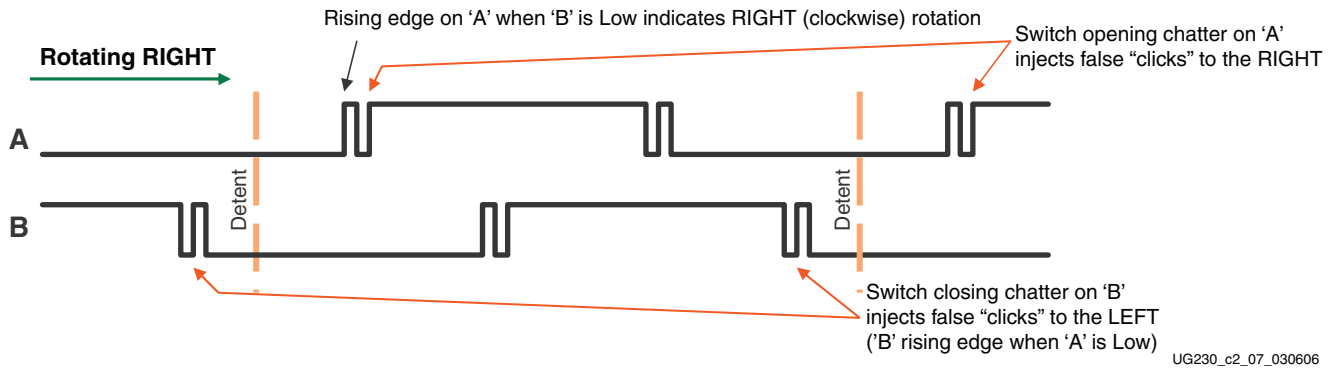 Rising edge on ‘A’ when ‘B’ is Low indicates RIGHT (clockwise) rotation
Switch opening chatter on ‘A’
injects false “clicks” to the RIGHT
Rotating RIGHT
A
Detent
Detent
B
Switch closing chatter on ‘B’
injects false “clicks” to the LEFT
(’B’ rising edge when ‘A’ is Low)
UG230_c2_07_030606